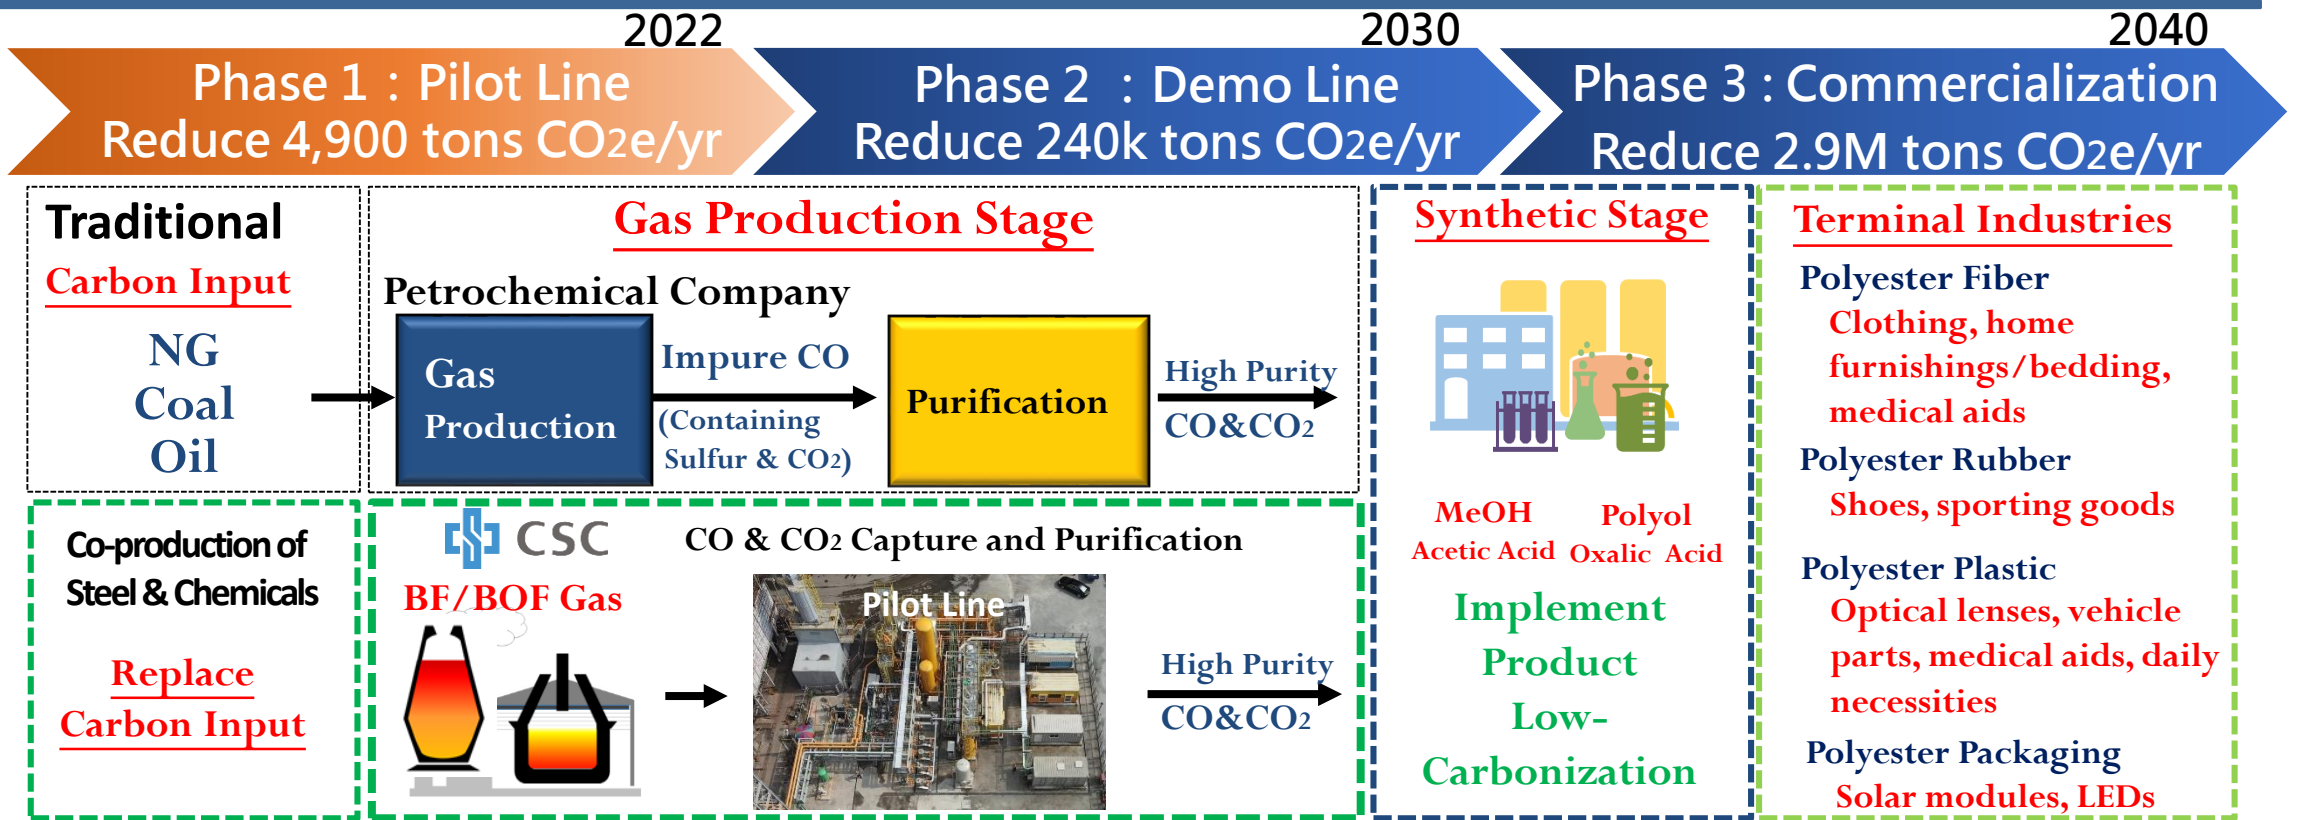 2022
2030
2040
Phase 1 : Pilot Line
Reduce 4,900 tons CO2e/yr
Phase 2 : Demo Line
Reduce 240k tons CO2e/yr
Phase 3 : Commercialization
Reduce 2.9M tons CO2e/yr
Traditional
Carbon Input
NG
Coal
Oil
Gas Production Stage
Petrochemical Company
Gas
Production
Impure CO
(Containing
Sulfur & CO2)
Purification
High Purity
CO&CO2
Co-production of
Steel & Chemicals
Replace
Carbon Input
CSC
BF/BOF Gas
CO & CO2 Capture and Purification
Pilot Line
High Purity
CO&CO2
Synthetic Stage
MeOH
Acetic Acid
Polyol
Oxalic Acid
Implement
Product
Low-
Carbonization
Terminal Industries
Polyester Fiber
Clothing, home
furnishings/bedding,
medical aids
Polyester Rubber
Shoes, sporting goods
Polyester Plastic
Optical lenses, vehicle
parts, medical aids, daily
necessities
Polyester Packaging
Solar modules, LEDs